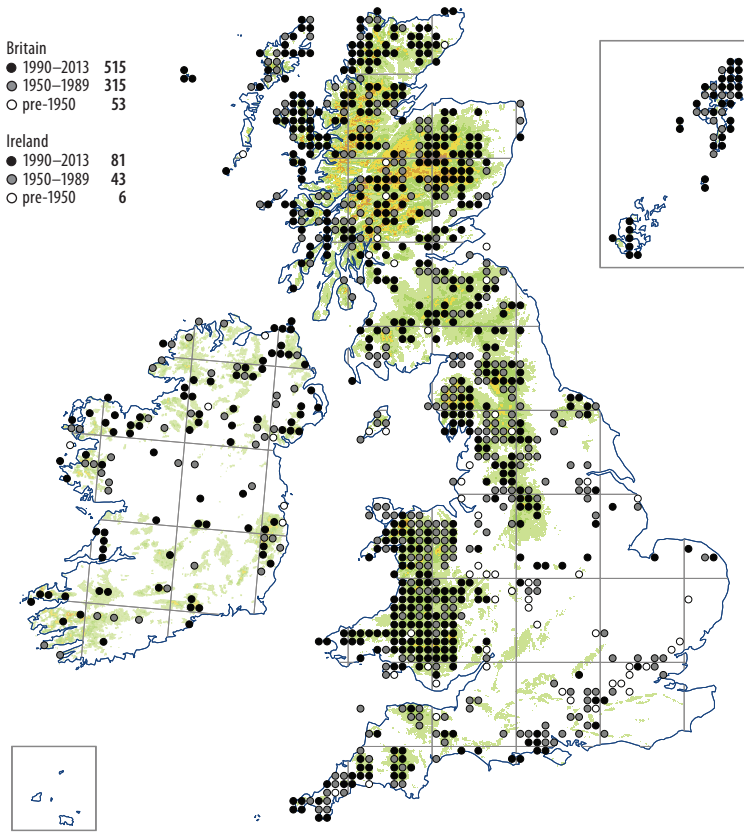 Britain
1990–2013 515
1950–1989 315
pre-1950 53
Ireland
1990–2013 81
1950–1989 43
pre-1950 6